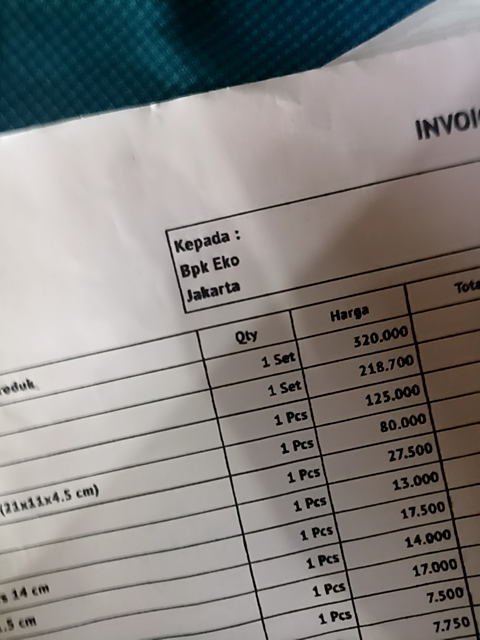 INVOI
Kepada :
Bpk Eko
Jakarta
Qty Harga Tota
1 Set 320.000
roduk 1 Set 218.700
1 Pcs 125.000
1 Pcs 80.000
1 Pcs 27.500
(21x11x4.5 cm) 1 Pcs 13.000
1 Pcs 17.500
1 Pcs 14.000
s 14 cm 1 Pcs 17.000
.5 cm 1 Pcs 7.500
7.750